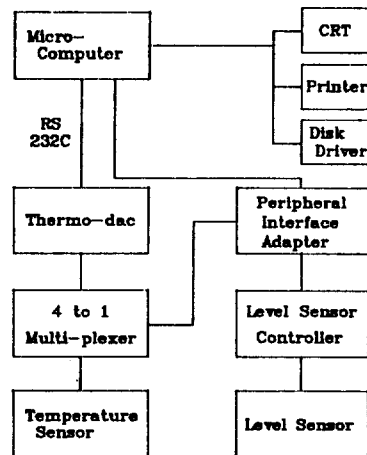 Micro-
Computer
CRT
Printer
Disk
Driver
RS
232C
Thermo-dac
Peripheral
Interface
Adapter
4 to 1
Multi-plexer
Level Sensor
Controller
Temperature
Sensor
Level Sensor